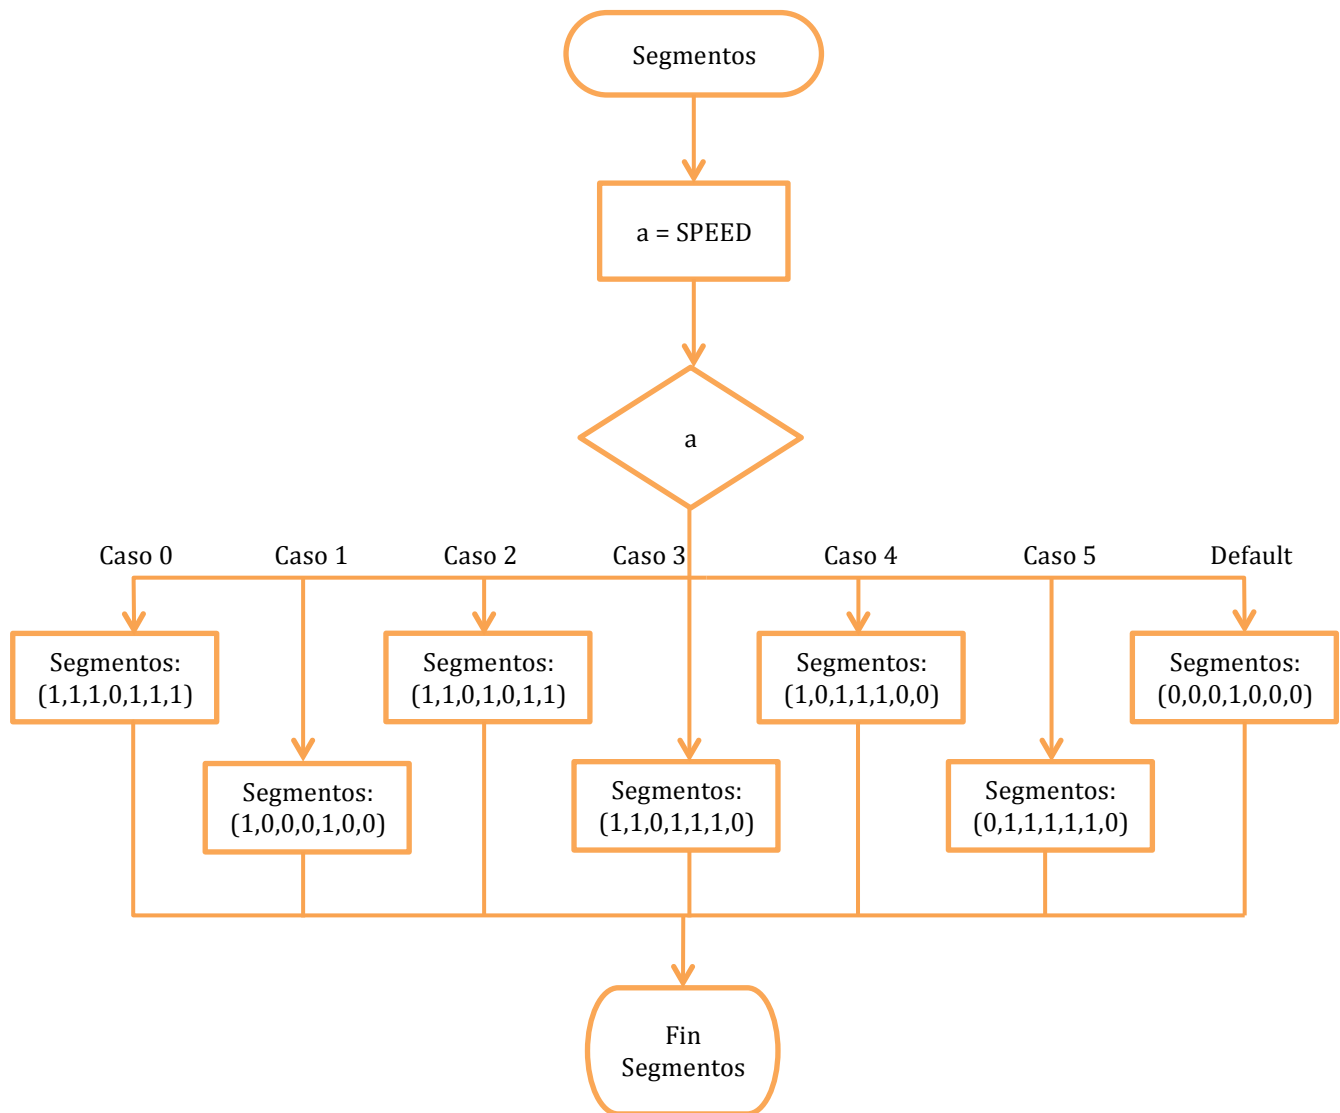 Segmentos
a = SPEED
a
Caso 0
Caso 1
Caso 2
Caso 3
Caso 4
Caso 5
Default
Segmentos:
(1,1,1,0,1,1,1)
Segmentos:
(1,0,0,0,1,0,0)
Segmentos:
(1,1,0,1,0,1,1)
Segmentos:
(1,1,0,1,1,1,0)
Segmentos:
(1,0,1,1,1,0,0)
Segmentos:
(0,1,1,1,1,1,0)
Segmentos:
(0,0,0,1,0,0,0)
Fin
Segmentos